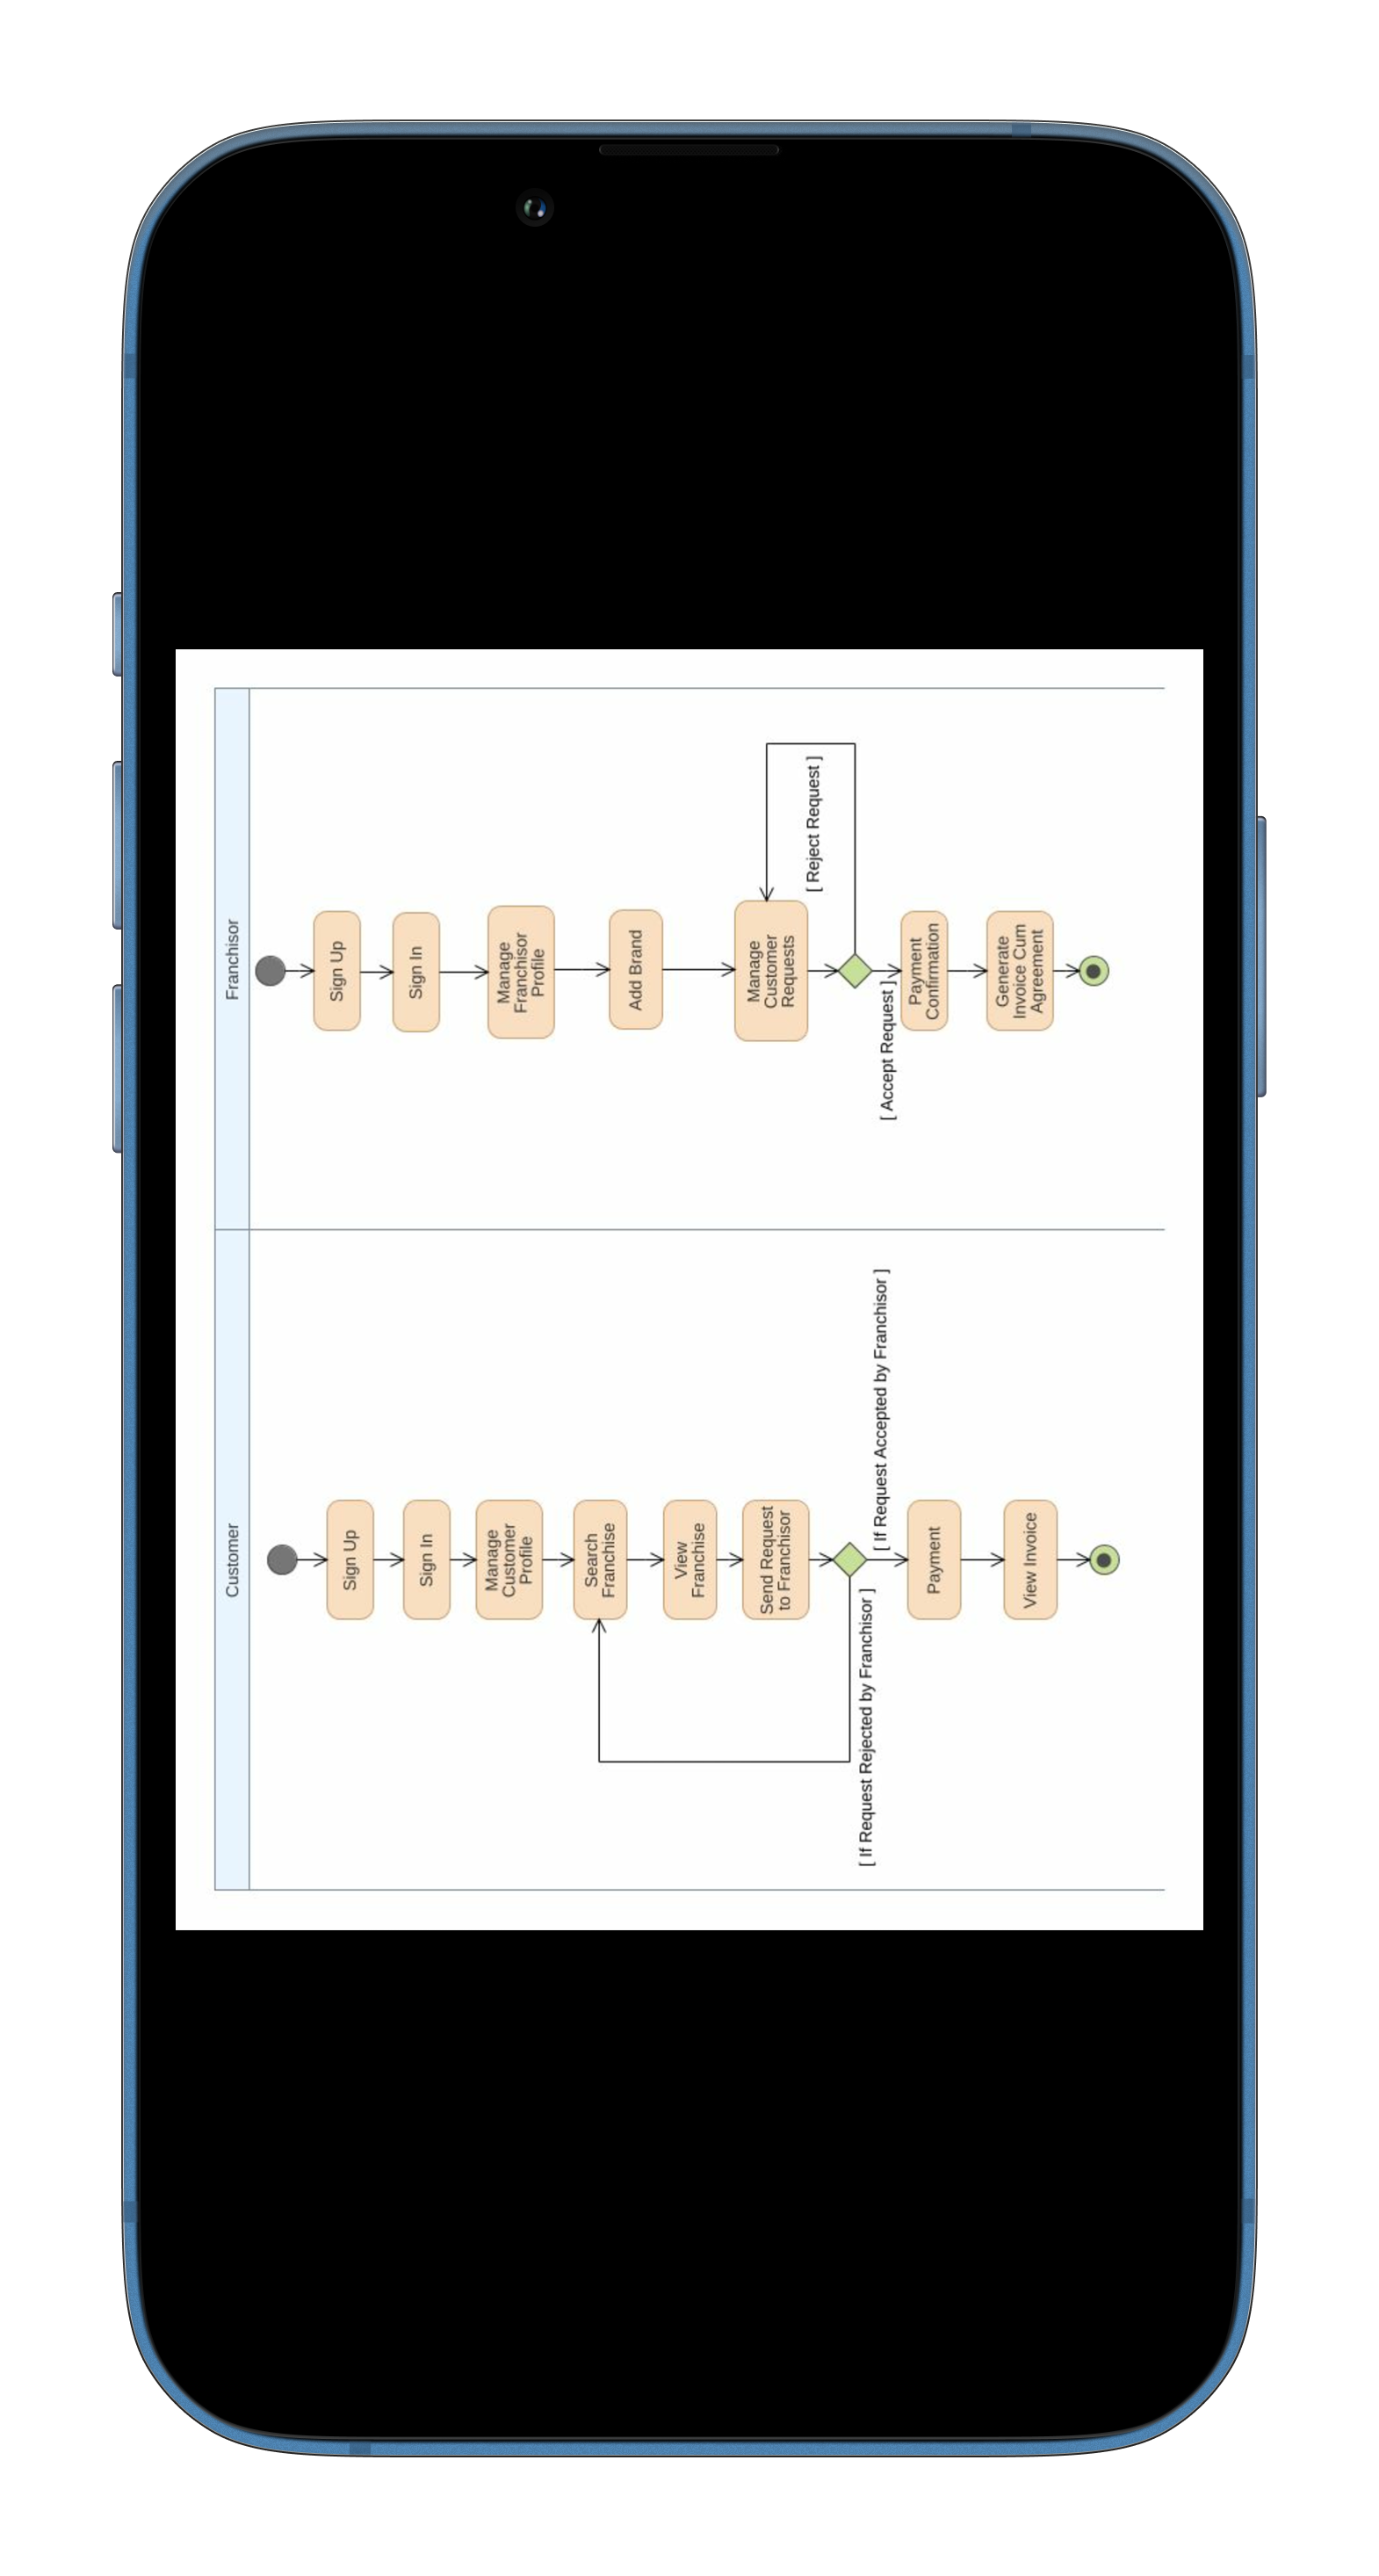 Customer
Franchisor
Sign Up
Sign In
Manage
Customer
Profile
Search
Franchise
View
Franchise
Send Request
to Franchisor
[ If Request Rejected by Franchisor ]
[ If Request Accepted by Franchisor ]
Payment
View Invoice
Sign Up
Sign In
Manage
Franchisor
Profile
Add Brand
Manage
Customer
Requests
[ Reject Request ]
[ Accept Request ]
Payment
Confirmation
Generate
Invoice Cum
Agreement